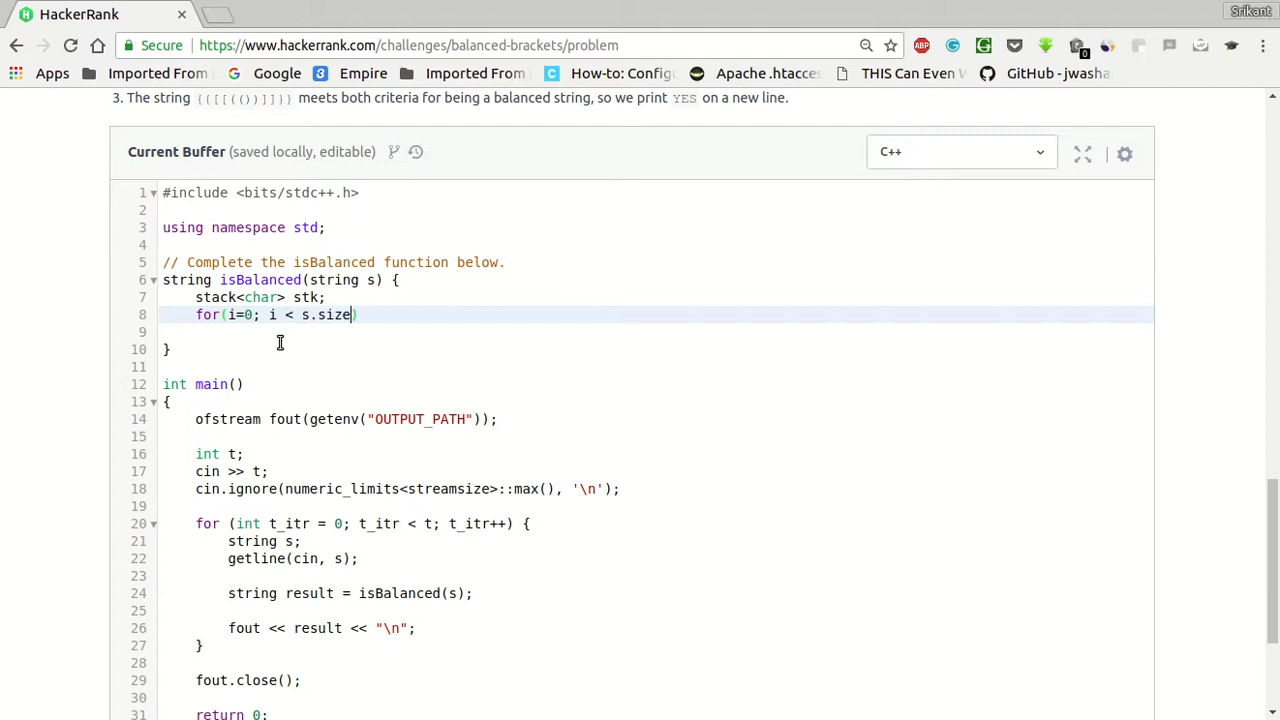 HackerRank
Srikant
Secure https://www.hackerrank.com/challenges/balanced-brackets/problem
ABP
0
Apps Imported From Google 3 Empire Imported From C How-to: Config Apache .htacces THIS Can Even W GitHub - jwasha
3. The string {{[[(())]]}} meets both criteria for being a balanced string, so we print YES on a new line.
Current Buffer (saved locally, editable) C++
1 #include <bits/stdc++.h>
2
3 using namespace std;
4
5 // Complete the isBalanced function below.
6 string isBalanced(string s) {
7 stack<char> stk;
8 for(i=0; i < s.size)
9
10 }
11
12 int main()
13 {
14 ofstream fout(getenv("OUTPUT_PATH"));
15
16 int t;
17 cin >> t;
18 cin.ignore(numeric_limits<streamsize>::max(), '\n');
19
20 for (int t_itr = 0; t_itr < t; t_itr++) {
21 string s;
22 getline(cin, s);
23
24 string result = isBalanced(s);
25
26 fout << result << "\n";
27 }
28
29 fout.close();
30
31 return 0;